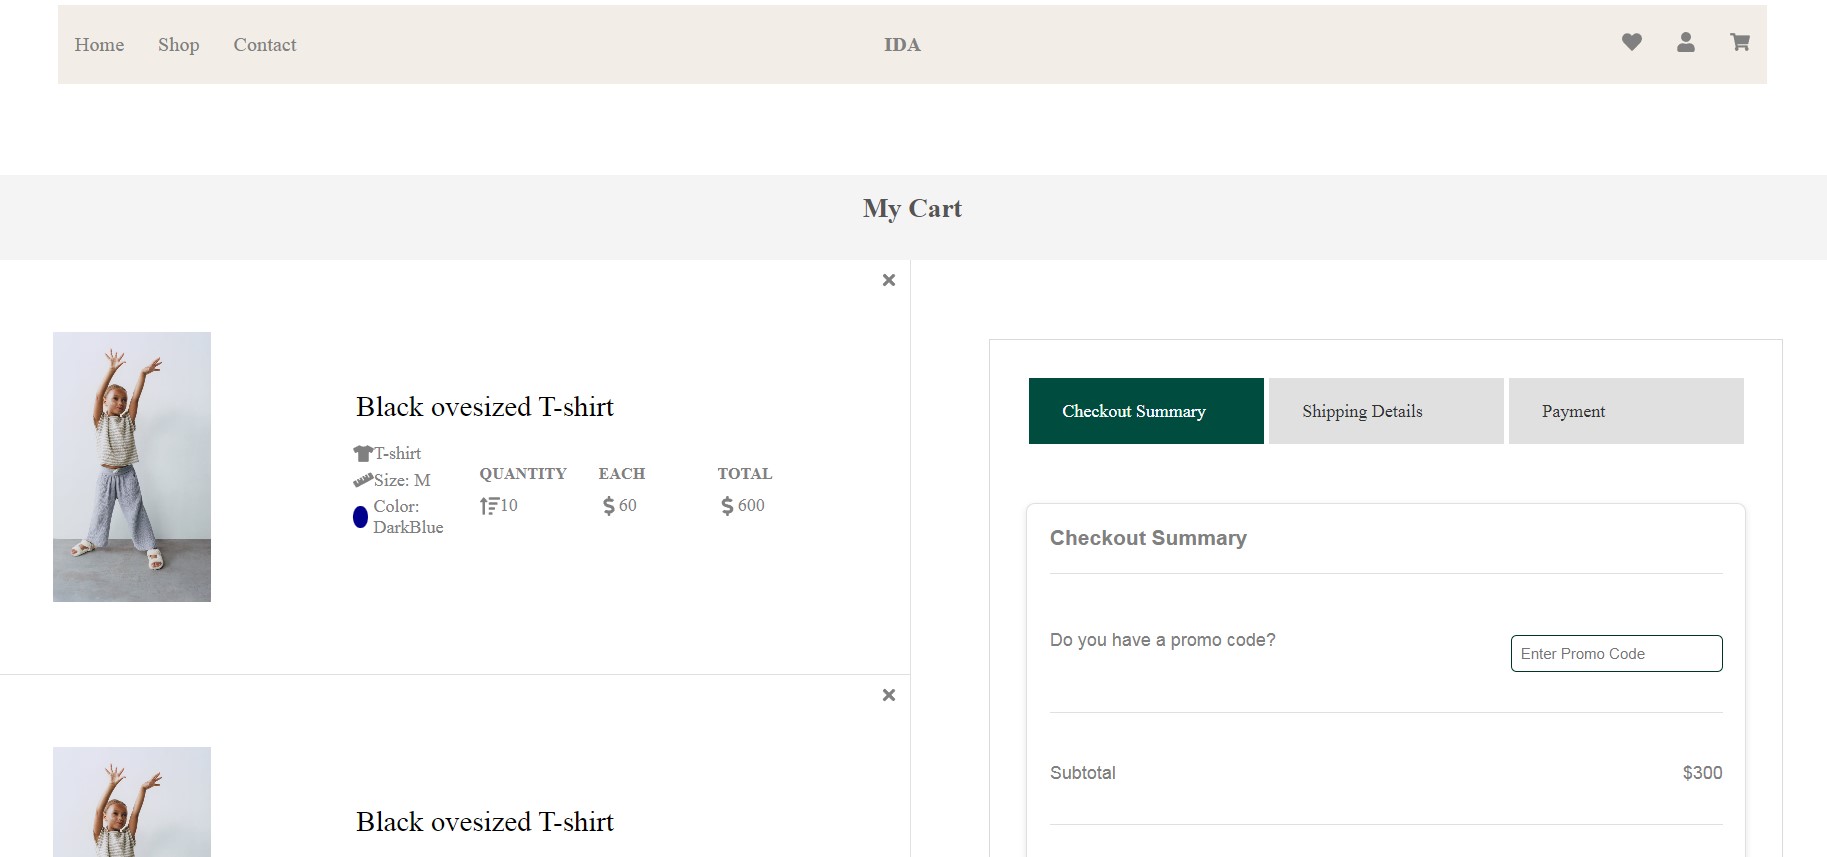 Home Shop Contact IDA
My Cart
Black ovesized T-shirt
T-shirt
Size: M
Color:
DarkBlue
QUANTITY EACH TOTAL
10 $ 60 $ 600
Black ovesized T-shirt
Checkout Summary Shipping Details Payment
Checkout Summary
Do you have a promo code?
Enter Promo Code
Subtotal $300